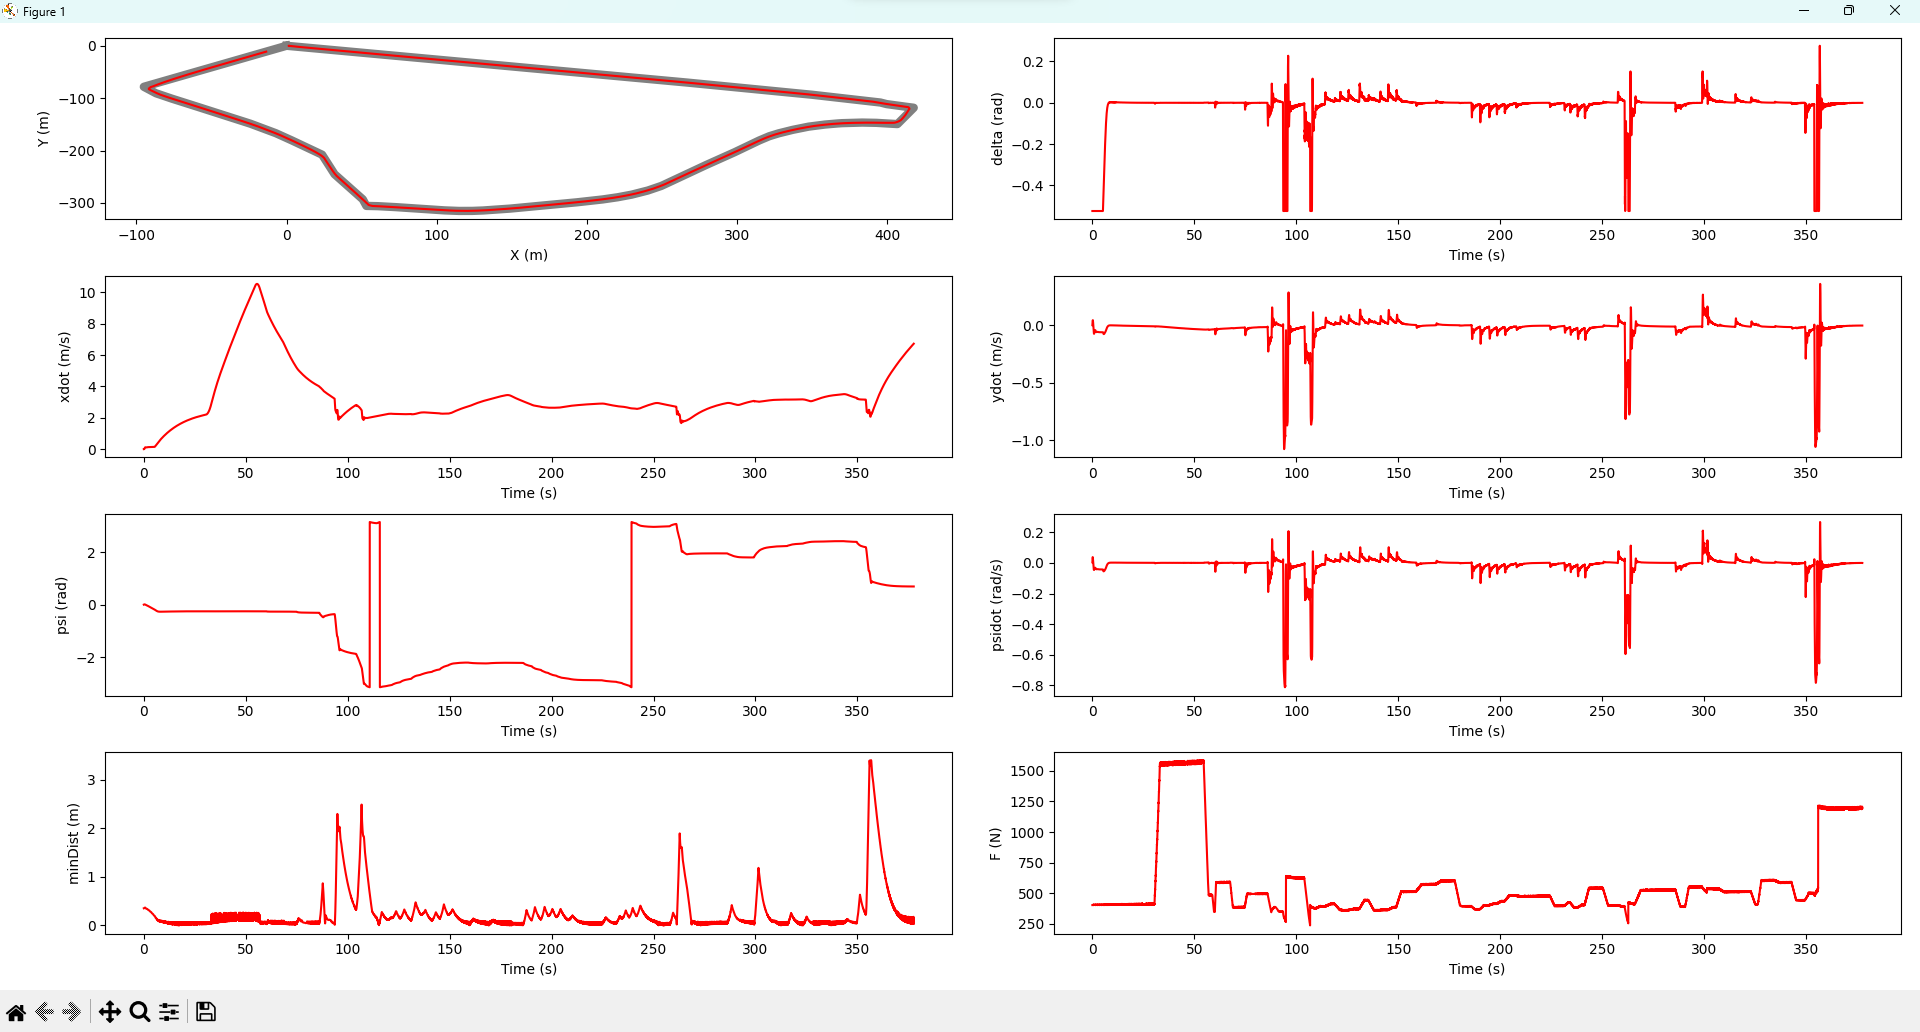 Figure 1
0
−100
−200
−300
Y (m)
−100 0 100 200 300 400
X (m)
0.2
0.0
−0.2
−0.4
delta (rad)
0 50 100 150 200 250 300 350
Time (s)
10
8
6
4
2
0
xdot (m/s)
0 50 100 150 200 250 300 350
Time (s)
0.0
−0.5
−1.0
ydot (m/s)
0 50 100 150 200 250 300 350
Time (s)
2
0
−2
psi (rad)
0 50 100 150 200 250 300 350
Time (s)
0.2
0.0
−0.2
−0.4
−0.6
−0.8
psidot (rad/s)
0 50 100 150 200 250 300 350
Time (s)
3
2
1
0
minDist (m)
0 50 100 150 200 250 300 350
Time (s)
1500
1250
1000
750
500
250
F (N)
0 50 100 150 200 250 300 350
Time (s)